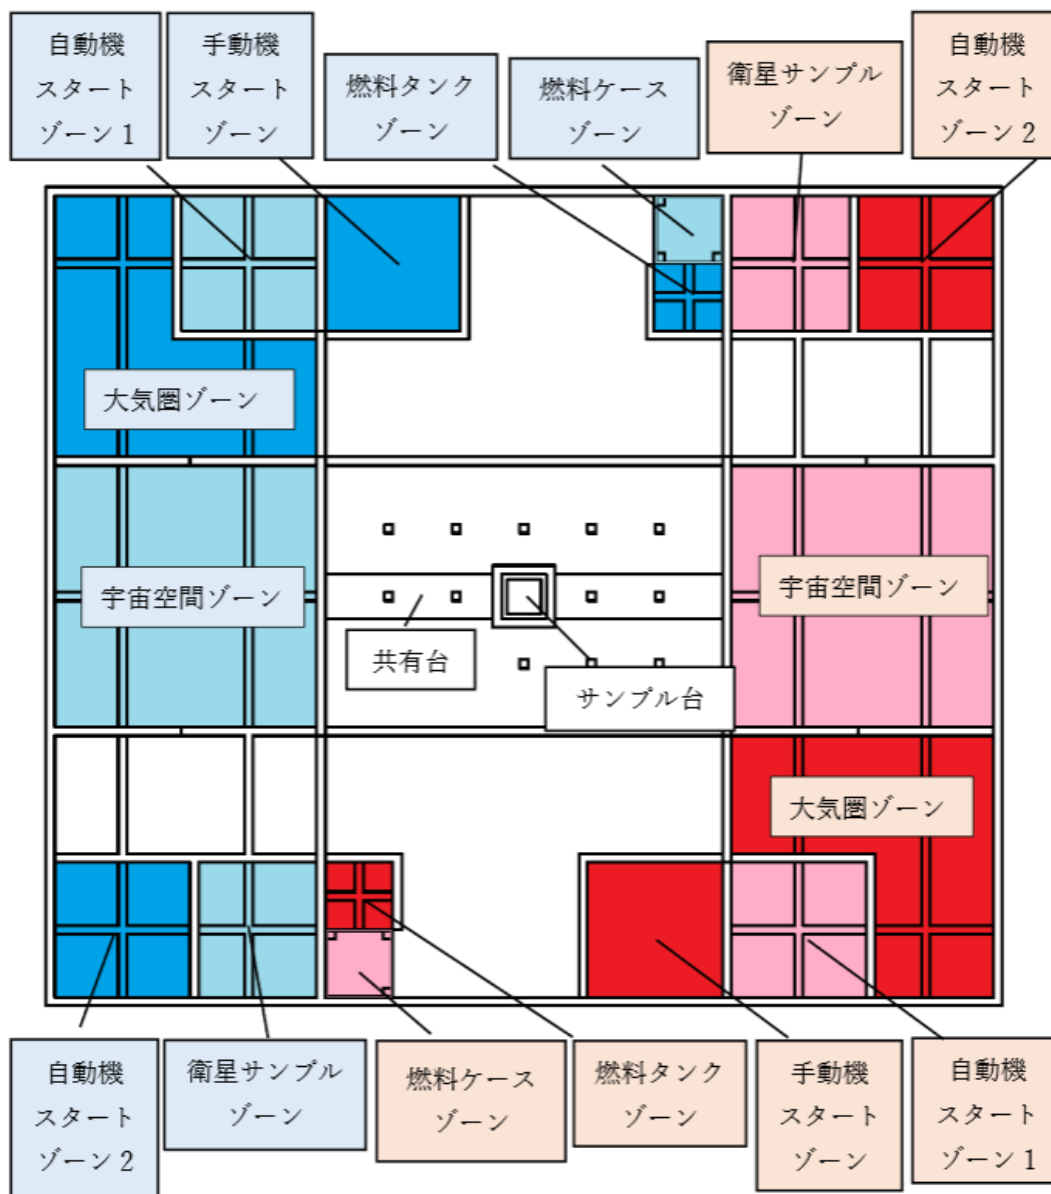 自動機
スタート
ゾーン1
手動機
スタート
ゾーン
燃料タンク
ゾーン
燃料ケース
ゾーン
衛星サンプル
ゾーン
自動機
スタート
ゾーン2
大気圏ゾーン
宇宙空間ゾーン
宇宙空間ゾーン
共有台
サンプル台
大気圏ゾーン
自動機
スタート
ゾーン2
衛星サンプル
ゾーン
燃料ケース
ゾーン
燃料タンク
ゾーン
手動機
スタート
ゾーン
自動機
スタート
ゾーン1